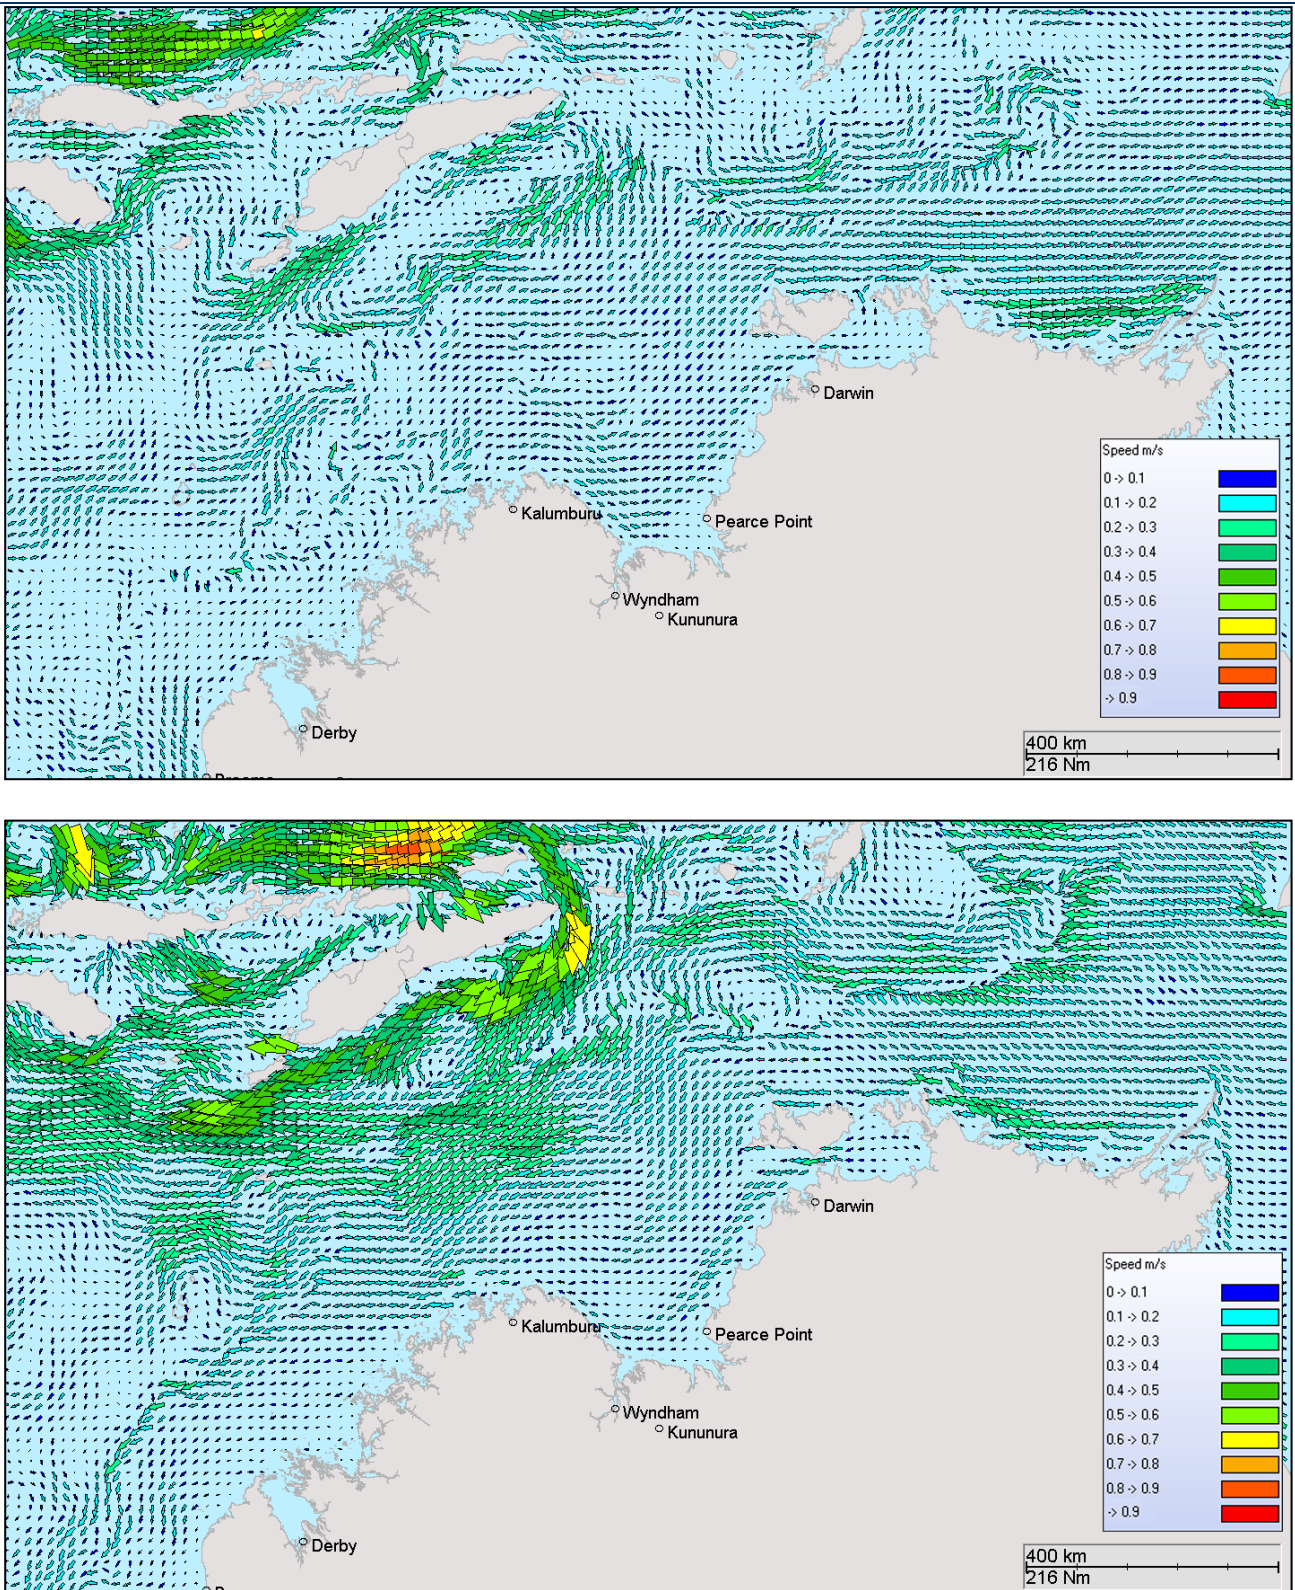 Darwin
Speed m/s
0 -> 0.1
0.1 -> 0.2
0.2 -> 0.3
0.3 -> 0.4
0.4 -> 0.5
0.5 -> 0.6
0.6 -> 0.7
0.7 -> 0.8
0.8 -> 0.9
-> 0.9
Kalumburu
Pearce Point
Wyndham
Kununura
Derby
400 km
216 Nm
Darwin
Speed m/s
0 -> 0.1
0.1 -> 0.2
0.2 -> 0.3
0.3 -> 0.4
0.4 -> 0.5
0.5 -> 0.6
0.6 -> 0.7
0.7 -> 0.8
0.8 -> 0.9
-> 0.9
Kalumburu
Pearce Point
Wyndham
Kununura
Derby
400 km
216 Nm